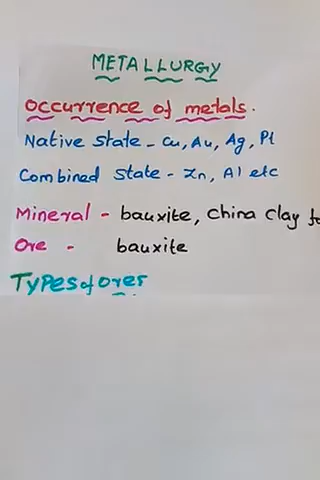 METALLURGY
Occurrence of metals.
Native state - Cu, Au, Ag, Pt
Combined state - Zn, Al etc
Mineral - bauxite, china clay
Ore - bauxite
Types of ores